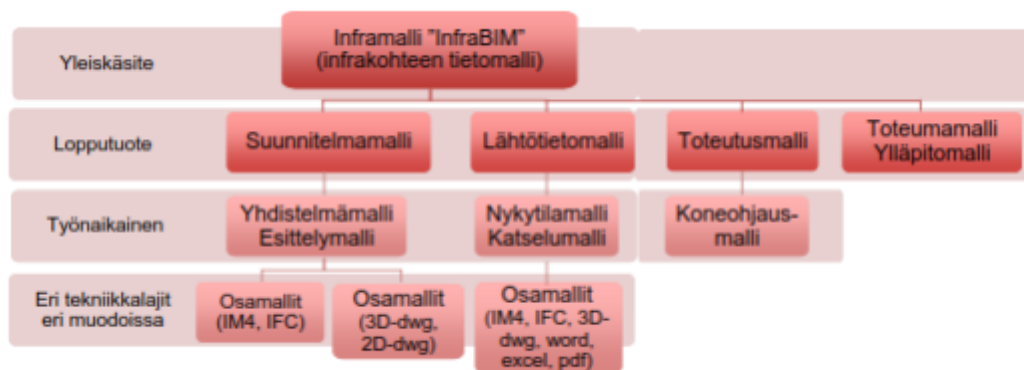 Yleiskäsite
Inframalli "InfraBIM"
(infrakohteen tietomalli)
Lopputuote
Suunnitelmamalli
Lähtötietomalli
Toteutusmalli
Toteumamalli
Ylläpitomalli
Työnaikainen
Yhdistelmämalli
Esittelymalli
Nykytilamalli
Katselumalli
Koneohjaus-
malli
Eri tekniikkalajit
eri muodoissa
Osamallit
(IM4, IFC)
Osamallit
(3D-dwg,
2D-dwg)
Osamallit
(IM4, IFC, 3D-
dwg, word,
excel, pdf)